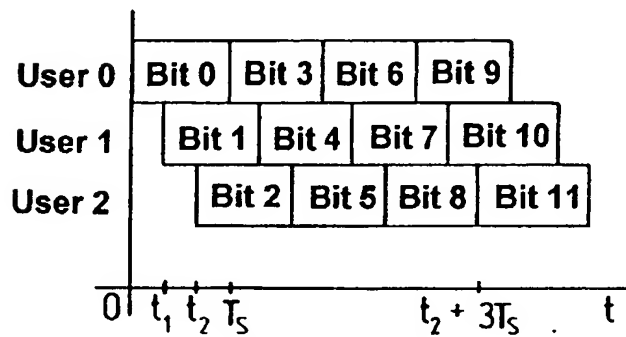 User 0 Bit 0 Bit 3 Bit 6 Bit 9
User 1 Bit 1 Bit 4 Bit 7 Bit 10
User 2 Bit 2 Bit 5 Bit 8 Bit 11
0 t₁ t₂ Tₛ t₂ + 3Tₛ t